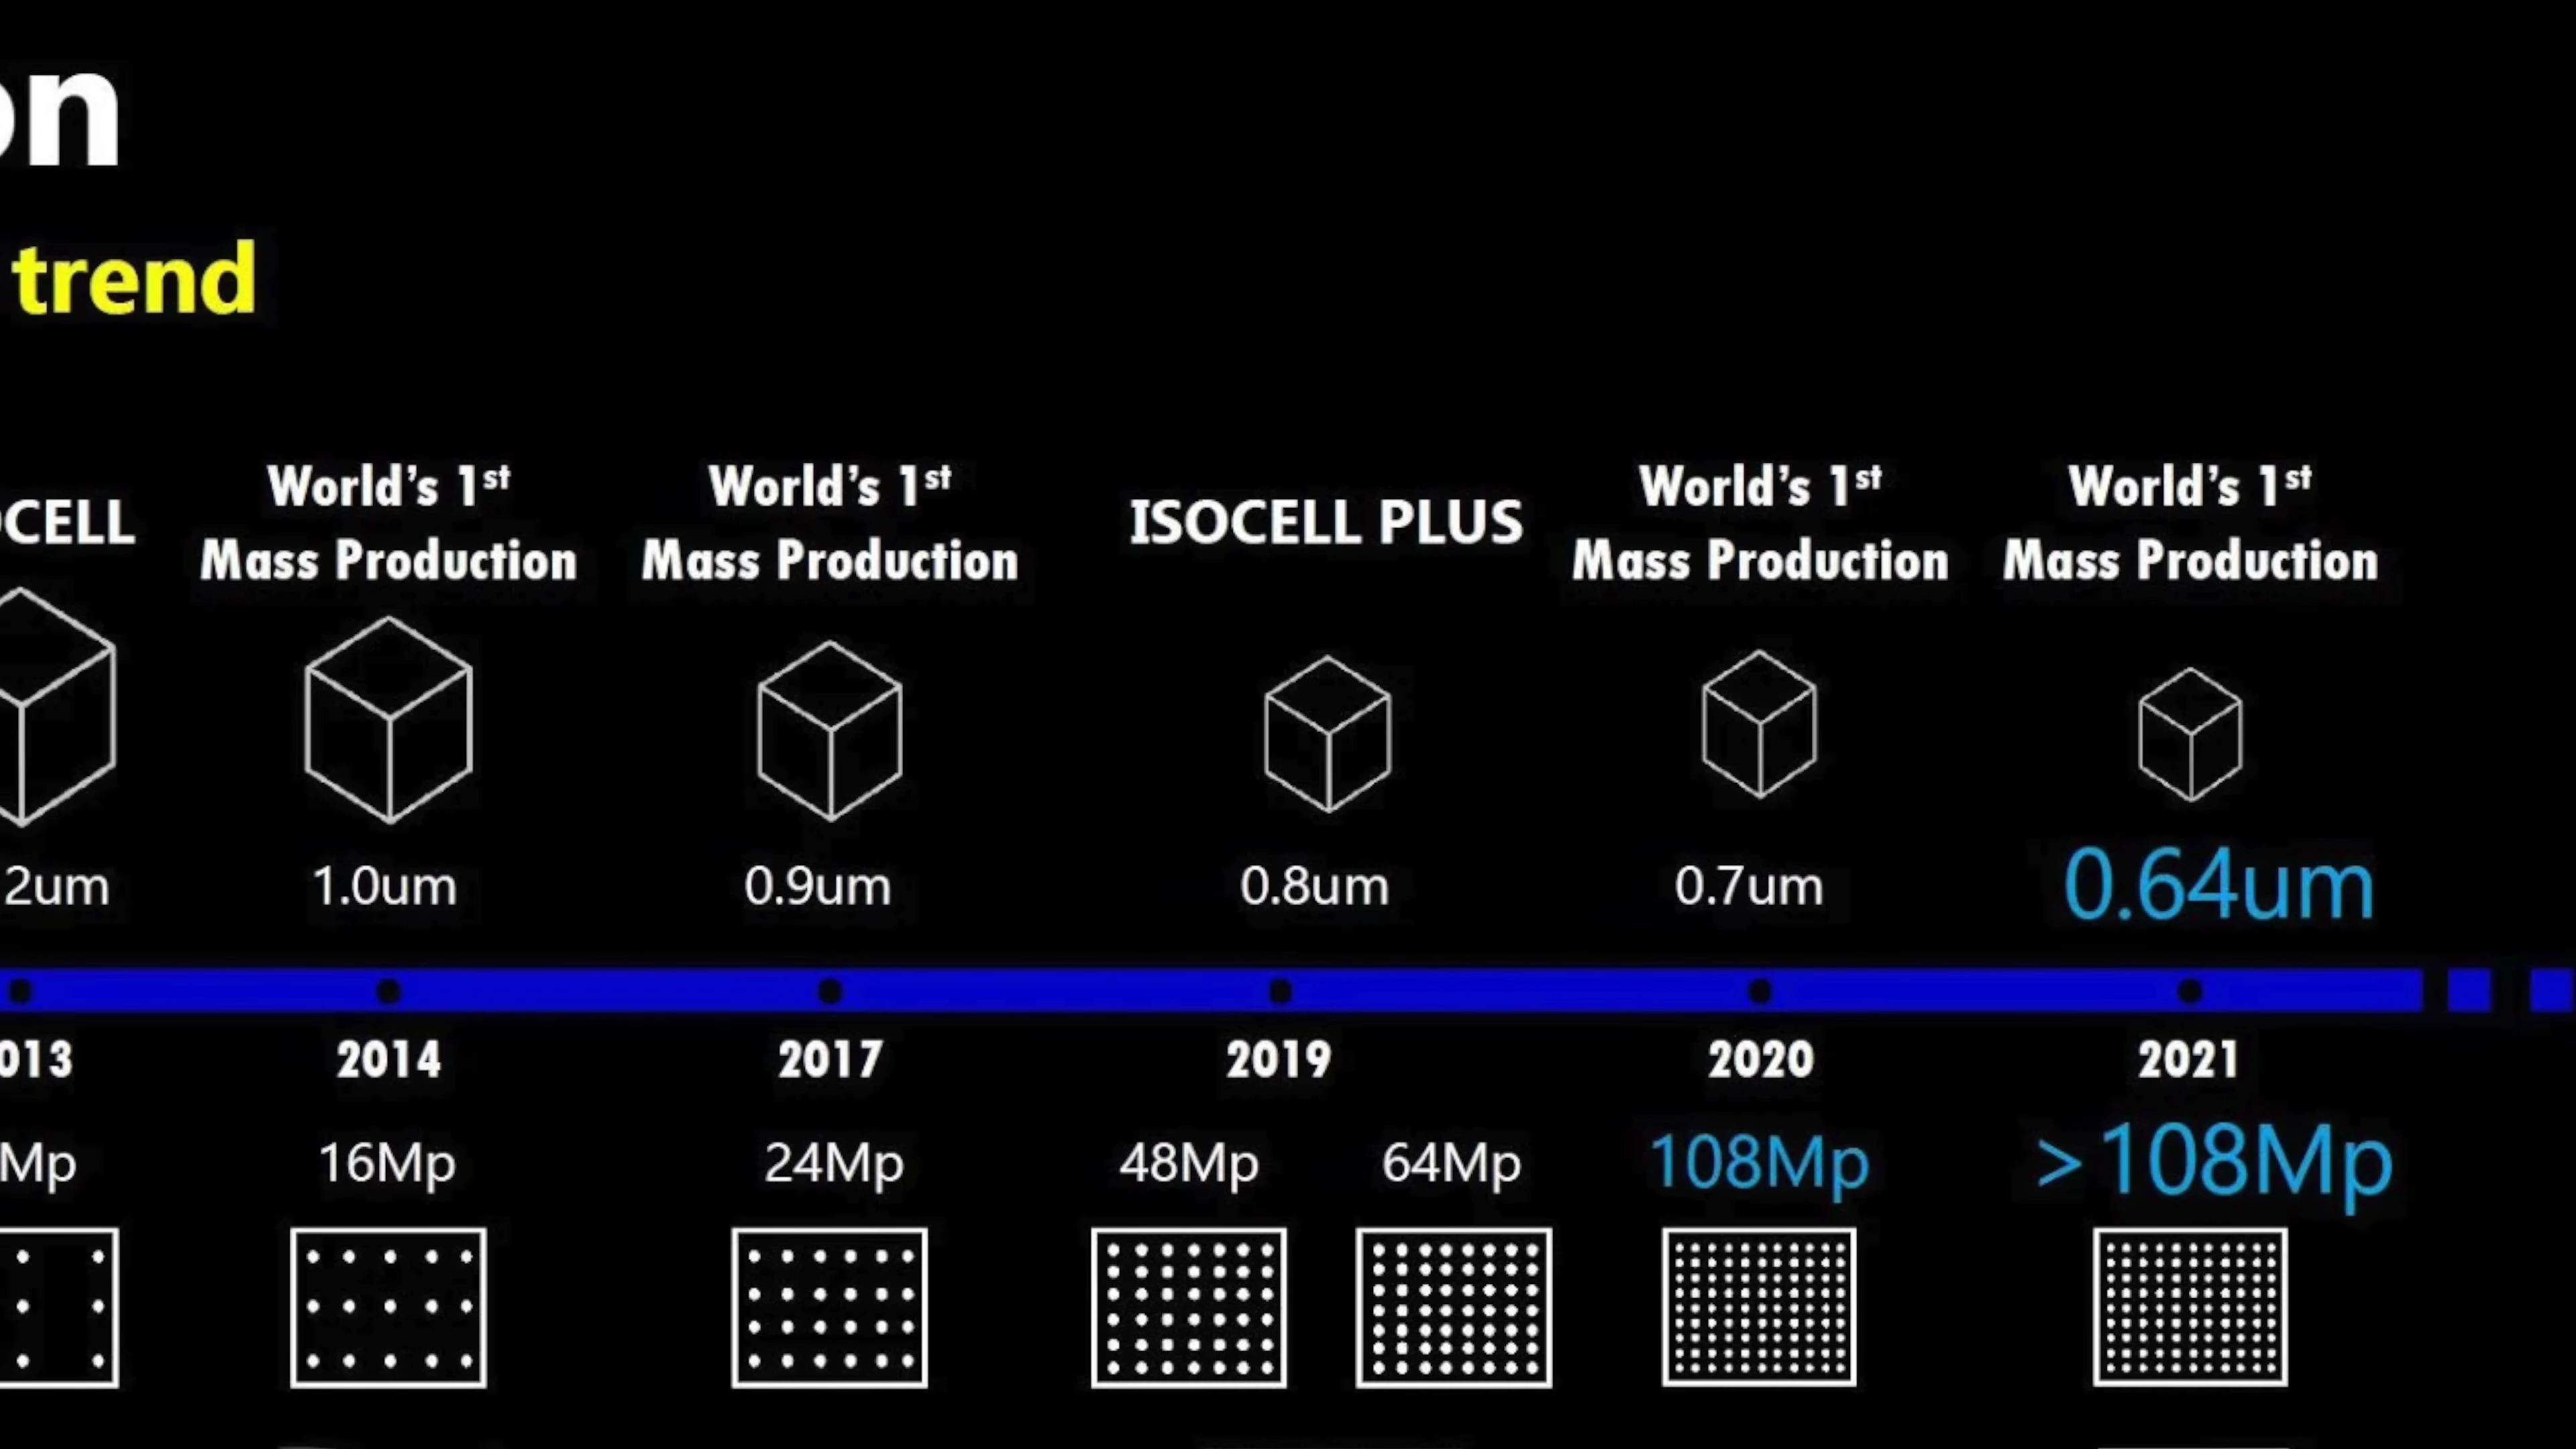 on
trend
OCELL
World's 1st
Mass Production
World's 1st
Mass Production
ISOCELL PLUS
World's 1st
Mass Production
World's 1st
Mass Production
2um 1.0um 0.9um 0.8um 0.7um 0.64um
013 2014 2017 2019 2020 2021
Mp 16Mp 24Mp 48Mp 64Mp 108Mp >108Mp